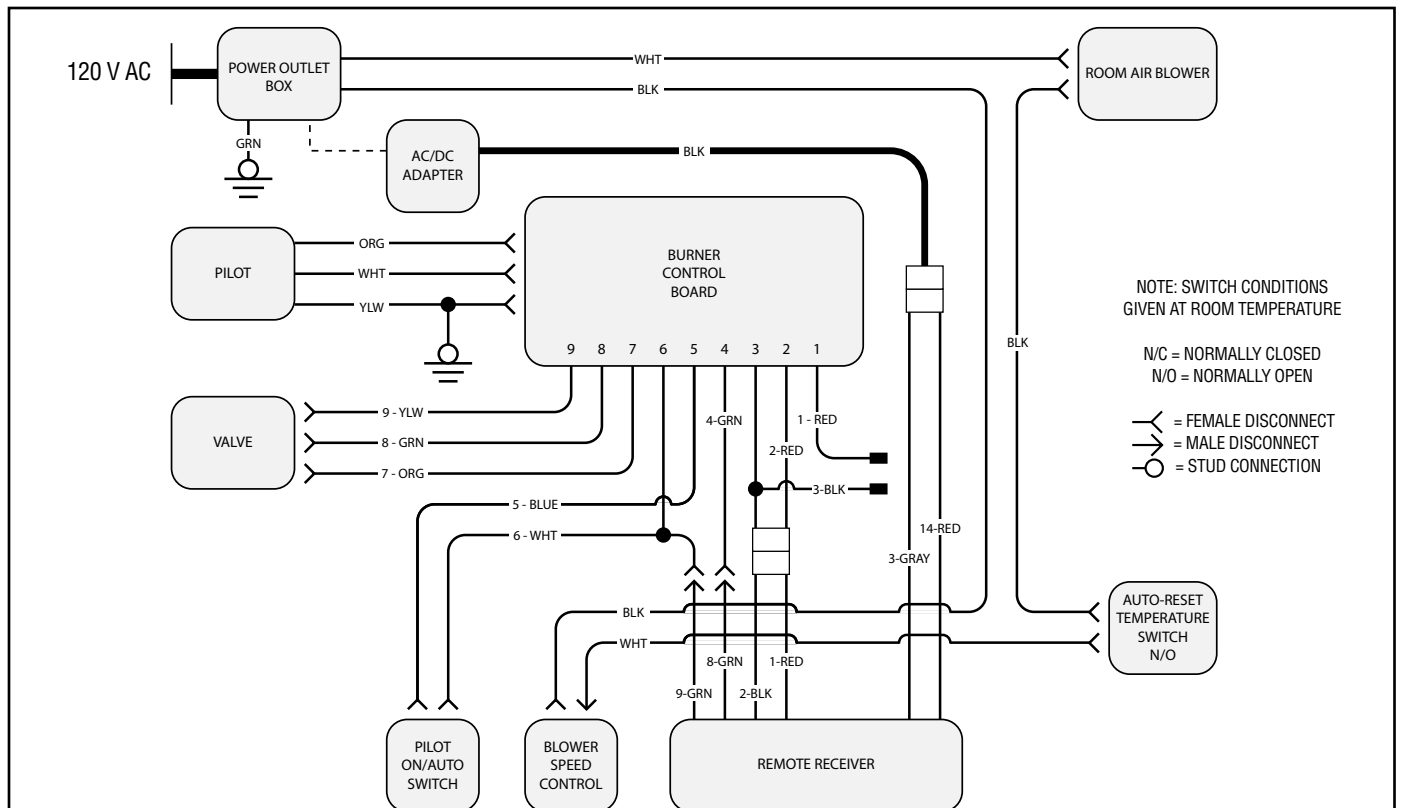 120 V AC
POWER OUTLET
BOX
WHT
BLK
ROOM AIR BLOWER
GRN
AC/DC
ADAPTER
BLK
PILOT
ORG
WHT
YLW
BURNER
CONTROL
BOARD
9 8 7 6 5 4 3 2 1
NOTE: SWITCH CONDITIONS
GIVEN AT ROOM TEMPERATURE
N/C = NORMALLY CLOSED
N/O = NORMALLY OPEN
= FEMALE DISCONNECT
= MALE DISCONNECT
= STUD CONNECTION
BLK
VALVE
9 - YLW
8 - GRN
7 - ORG
4-GRN
1 - RED
2-RED
3-BLK
5 - BLUE
6 - WHT
14-RED
3-GRAY
BLK
WHT
AUTO-RESET
TEMPERATURE
SWITCH
N/O
8-GRN
1-RED
9-GRN
2-BLK
PILOT
ON/AUTO
SWITCH
BLOWER
SPEED
CONTROL
REMOTE RECEIVER